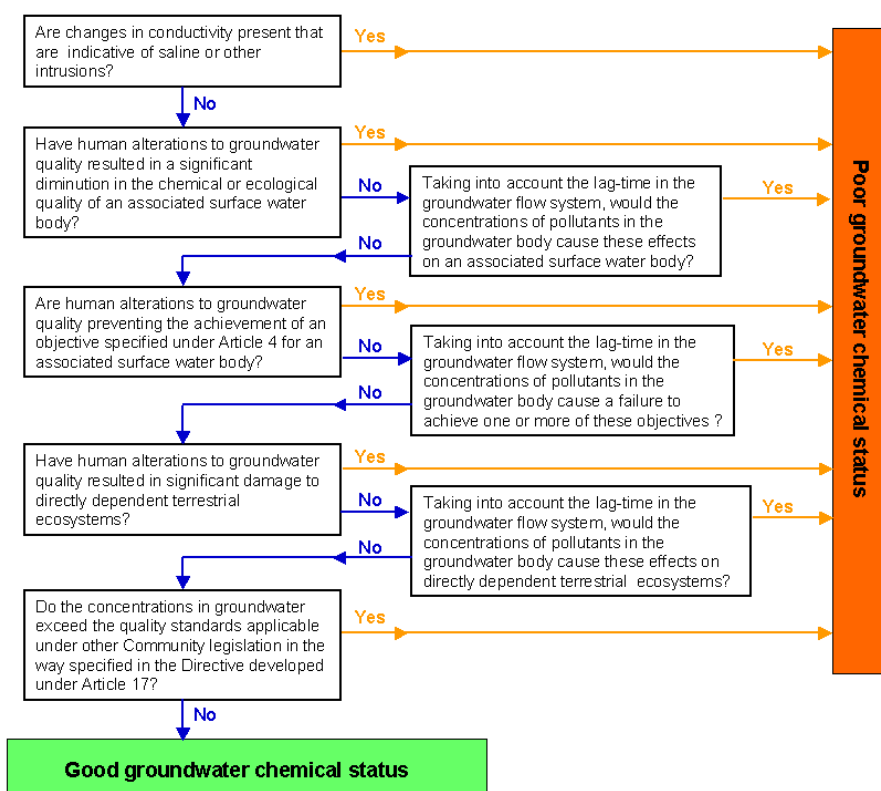 Are changes in conductivity present that
are indicative of saline or other
intrusions?
Yes
No
Have human alterations to groundwater
quality resulted in a significant
diminution in the chemical or ecological
quality of an associated surface water
body?
Yes
No
Taking into account the lag-time in the
groundwater flow system, would the
concentrations of pollutants in the
groundwater body cause these effects
on an associated surface water body?
Yes
No
Are human alterations to groundwater
quality preventing the achievement of an
objective specified under Article 4 for an
associated surface water body?
Yes
No
Taking into account the lag-time in the
groundwater flow system, would the
concentrations of pollutants in the
groundwater body cause a failure to
achieve one or more of these objectives ?
Yes
No
Have human alterations to groundwater
quality resulted in significant damage to
directly dependent terrestrial
ecosystems?
Yes
No
Taking into account the lag-time in the
groundwater flow system, would the
concentrations of pollutants in the
groundwater body cause these effects on
directly dependent terrestrial ecosystems?
Yes
No
Do the concentrations in groundwater
exceed the quality standards applicable
under other Community legislation in the
way specified in the Directive developed
under Article 17?
Yes
No
Good groundwater chemical status
Poor groundwater chemical status